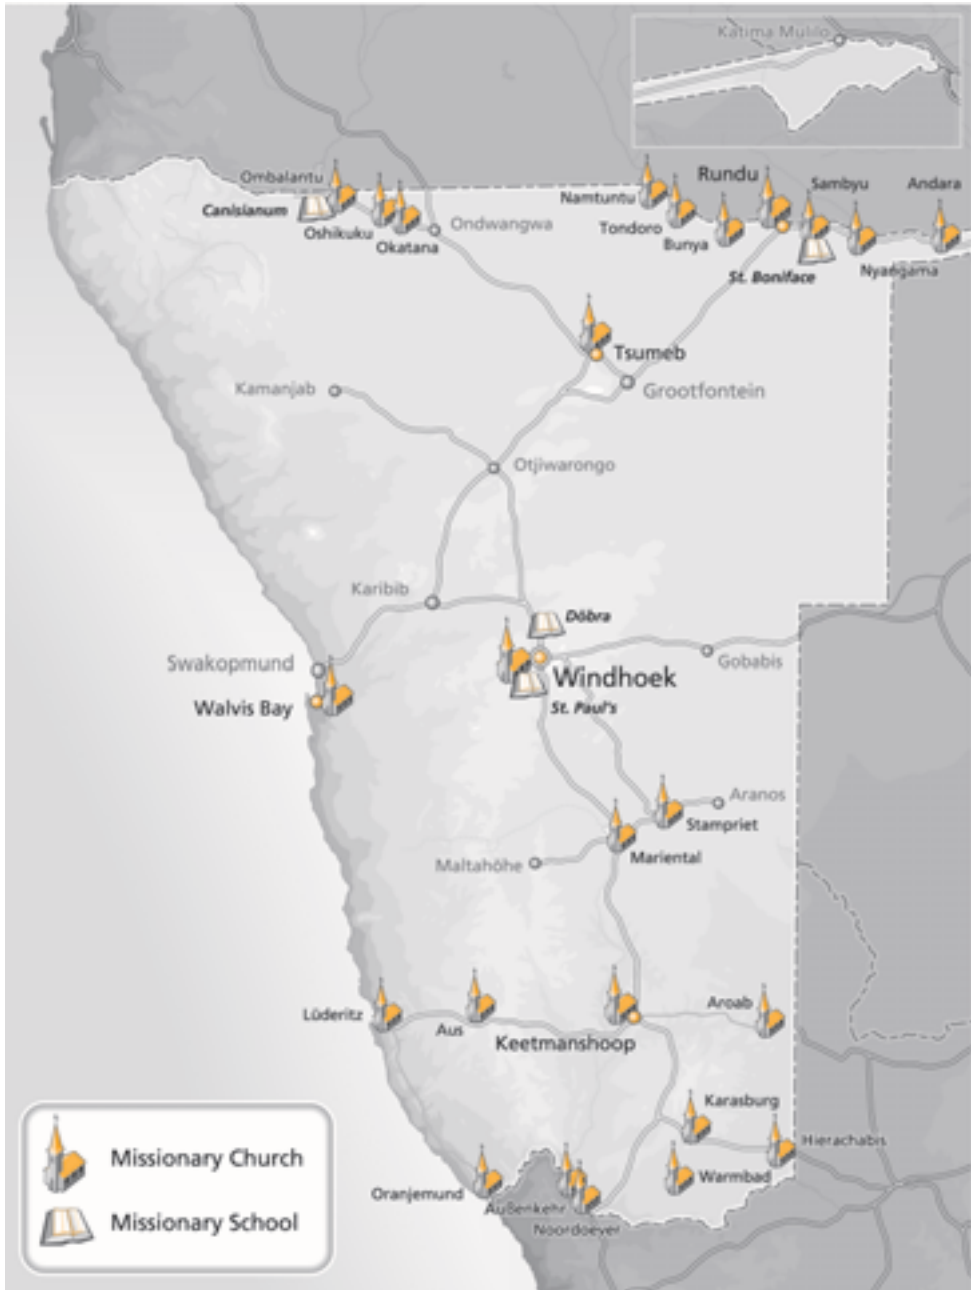 Katima Mulilo
Ombalantu
Canisianum
Oshikuku
Okatana
Ondwangwa
Namtuntu
Tondoro
Bunya
Rundu
Sambyu
Andara
St. Boniface
Nyangama
Tsumeb
Grootfontein
Kamanjab
Otjiwarongo
Karibib
Döbra
Swakopmund
Gobabis
Windhoek
Walvis Bay
St. Paul's
Aranos
Stampriet
Mariental
Maltahöhe
Lüderitz
Aus
Keetmanshoop
Aroab
Karasburg
Hierachabis
Oranjemund
Außenkehr
Warmbad
Noordoever
Missionary Church
Missionary School